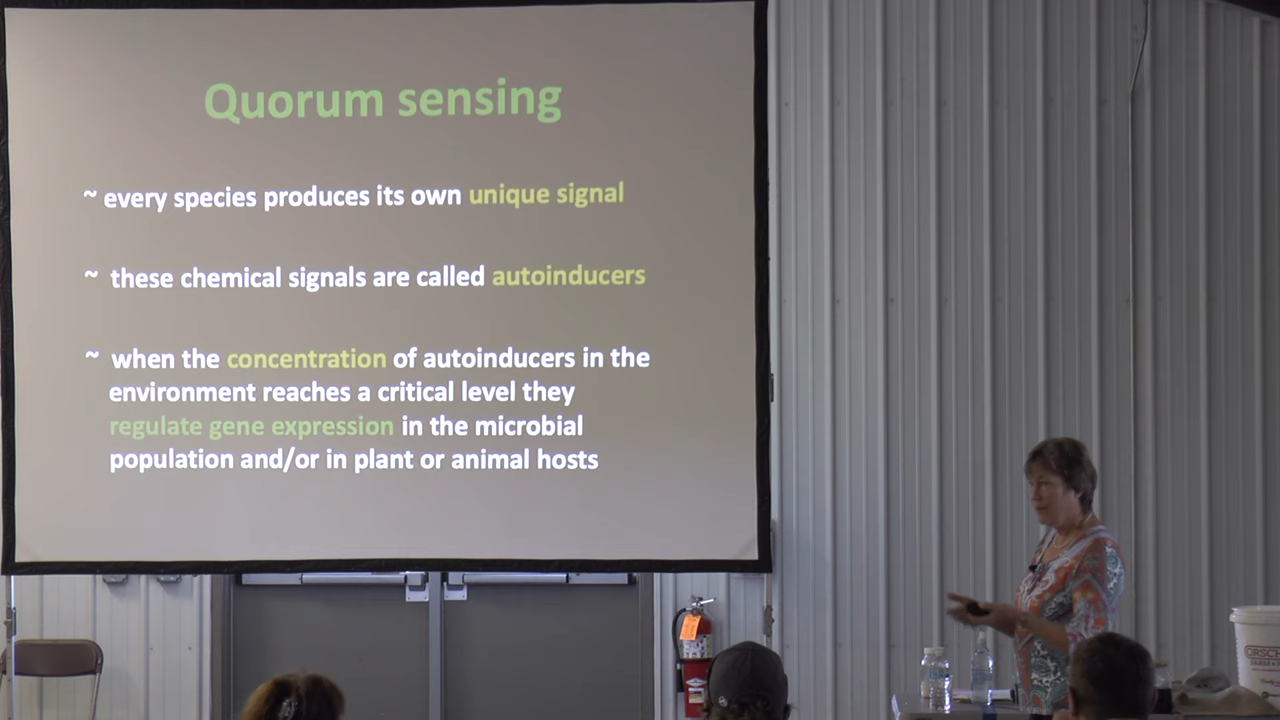 Quorum sensing
~ every species produces its own unique signal
~ these chemical signals are called autoinducers
~ when the concentration of autoinducers in the
environment reaches a critical level they
regulate gene expression in the microbial
population and/or in plant or animal hosts